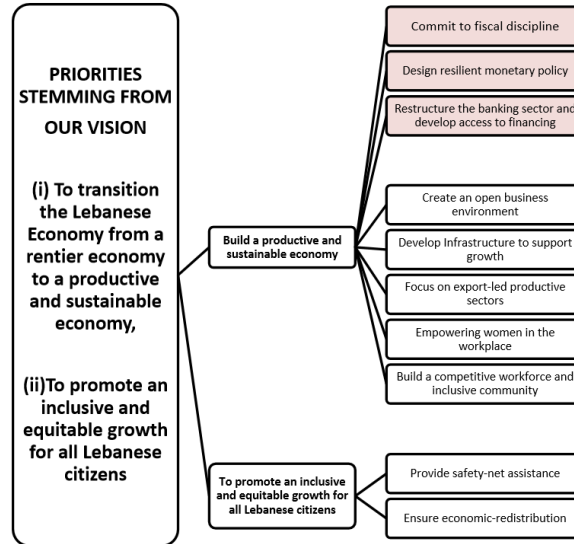 PRIORITIES
STEMMING FROM
OUR VISION
(i) To transition
the Lebanese
Economy from a
rentier economy
to a productive
and sustainable
economy,
(ii)To promote an
inclusive and
equitable growth
for all Lebanese
citizens
Build a productive and
sustainable economy
Commit to fiscal discipline
Design resilient monetary policy
Restructure the banking sector and
develop access to financing
Create an open business
environment
Develop Infrastructure to support
growth
Focus on export-led productive
sectors
Empowering women in the
workplace
Build a competitive workforce and
inclusive community
To promote an inclusive
and equitable growth for
all Lebanese citizens
Provide safety-net assistance
Ensure economic-redistribution